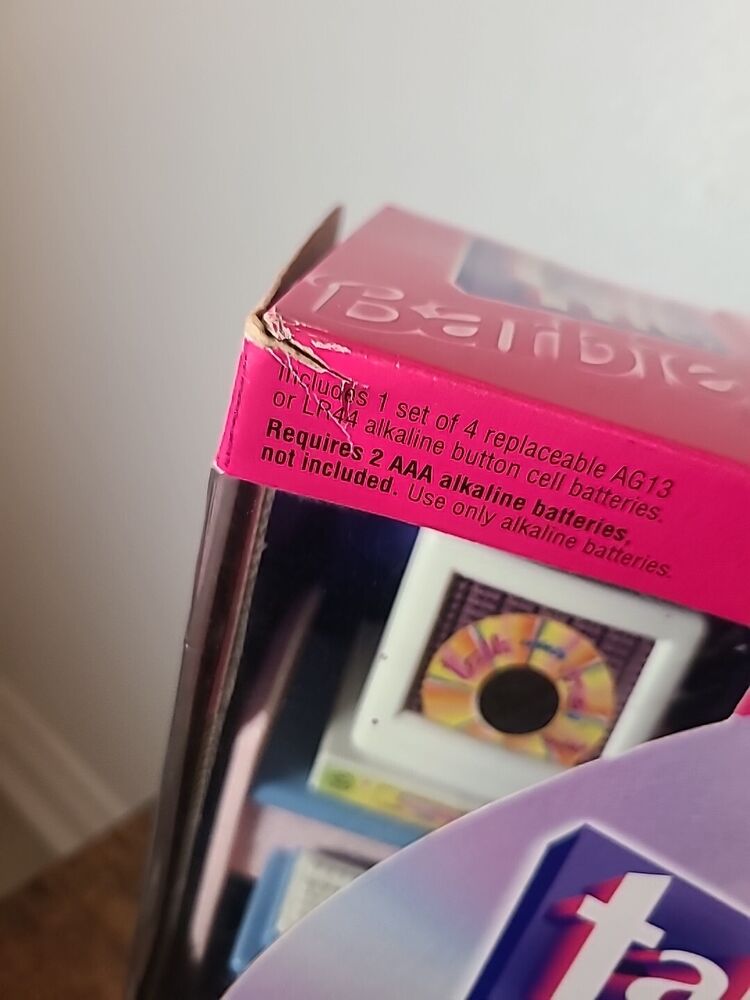 Barbie
Includes 1 set of 4 replaceable AG13
or LR44 alkaline button cell batteries.
Requires 2 AAA alkaline batteries,
not included. Use only alkaline batteries.
ta